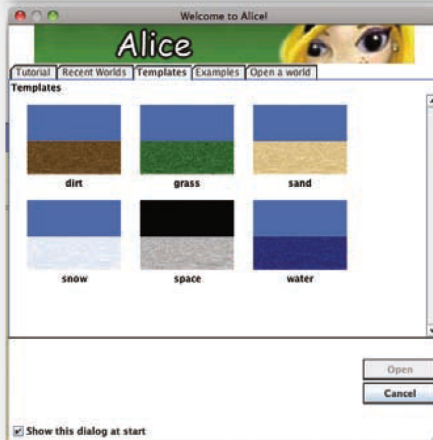 Welcome to Alice!
Alice
Tutorial Recent Worlds Templates Examples Open a world
Templates
dirt grass sand
snow space water
Open
Cancel
Show this dialog at start